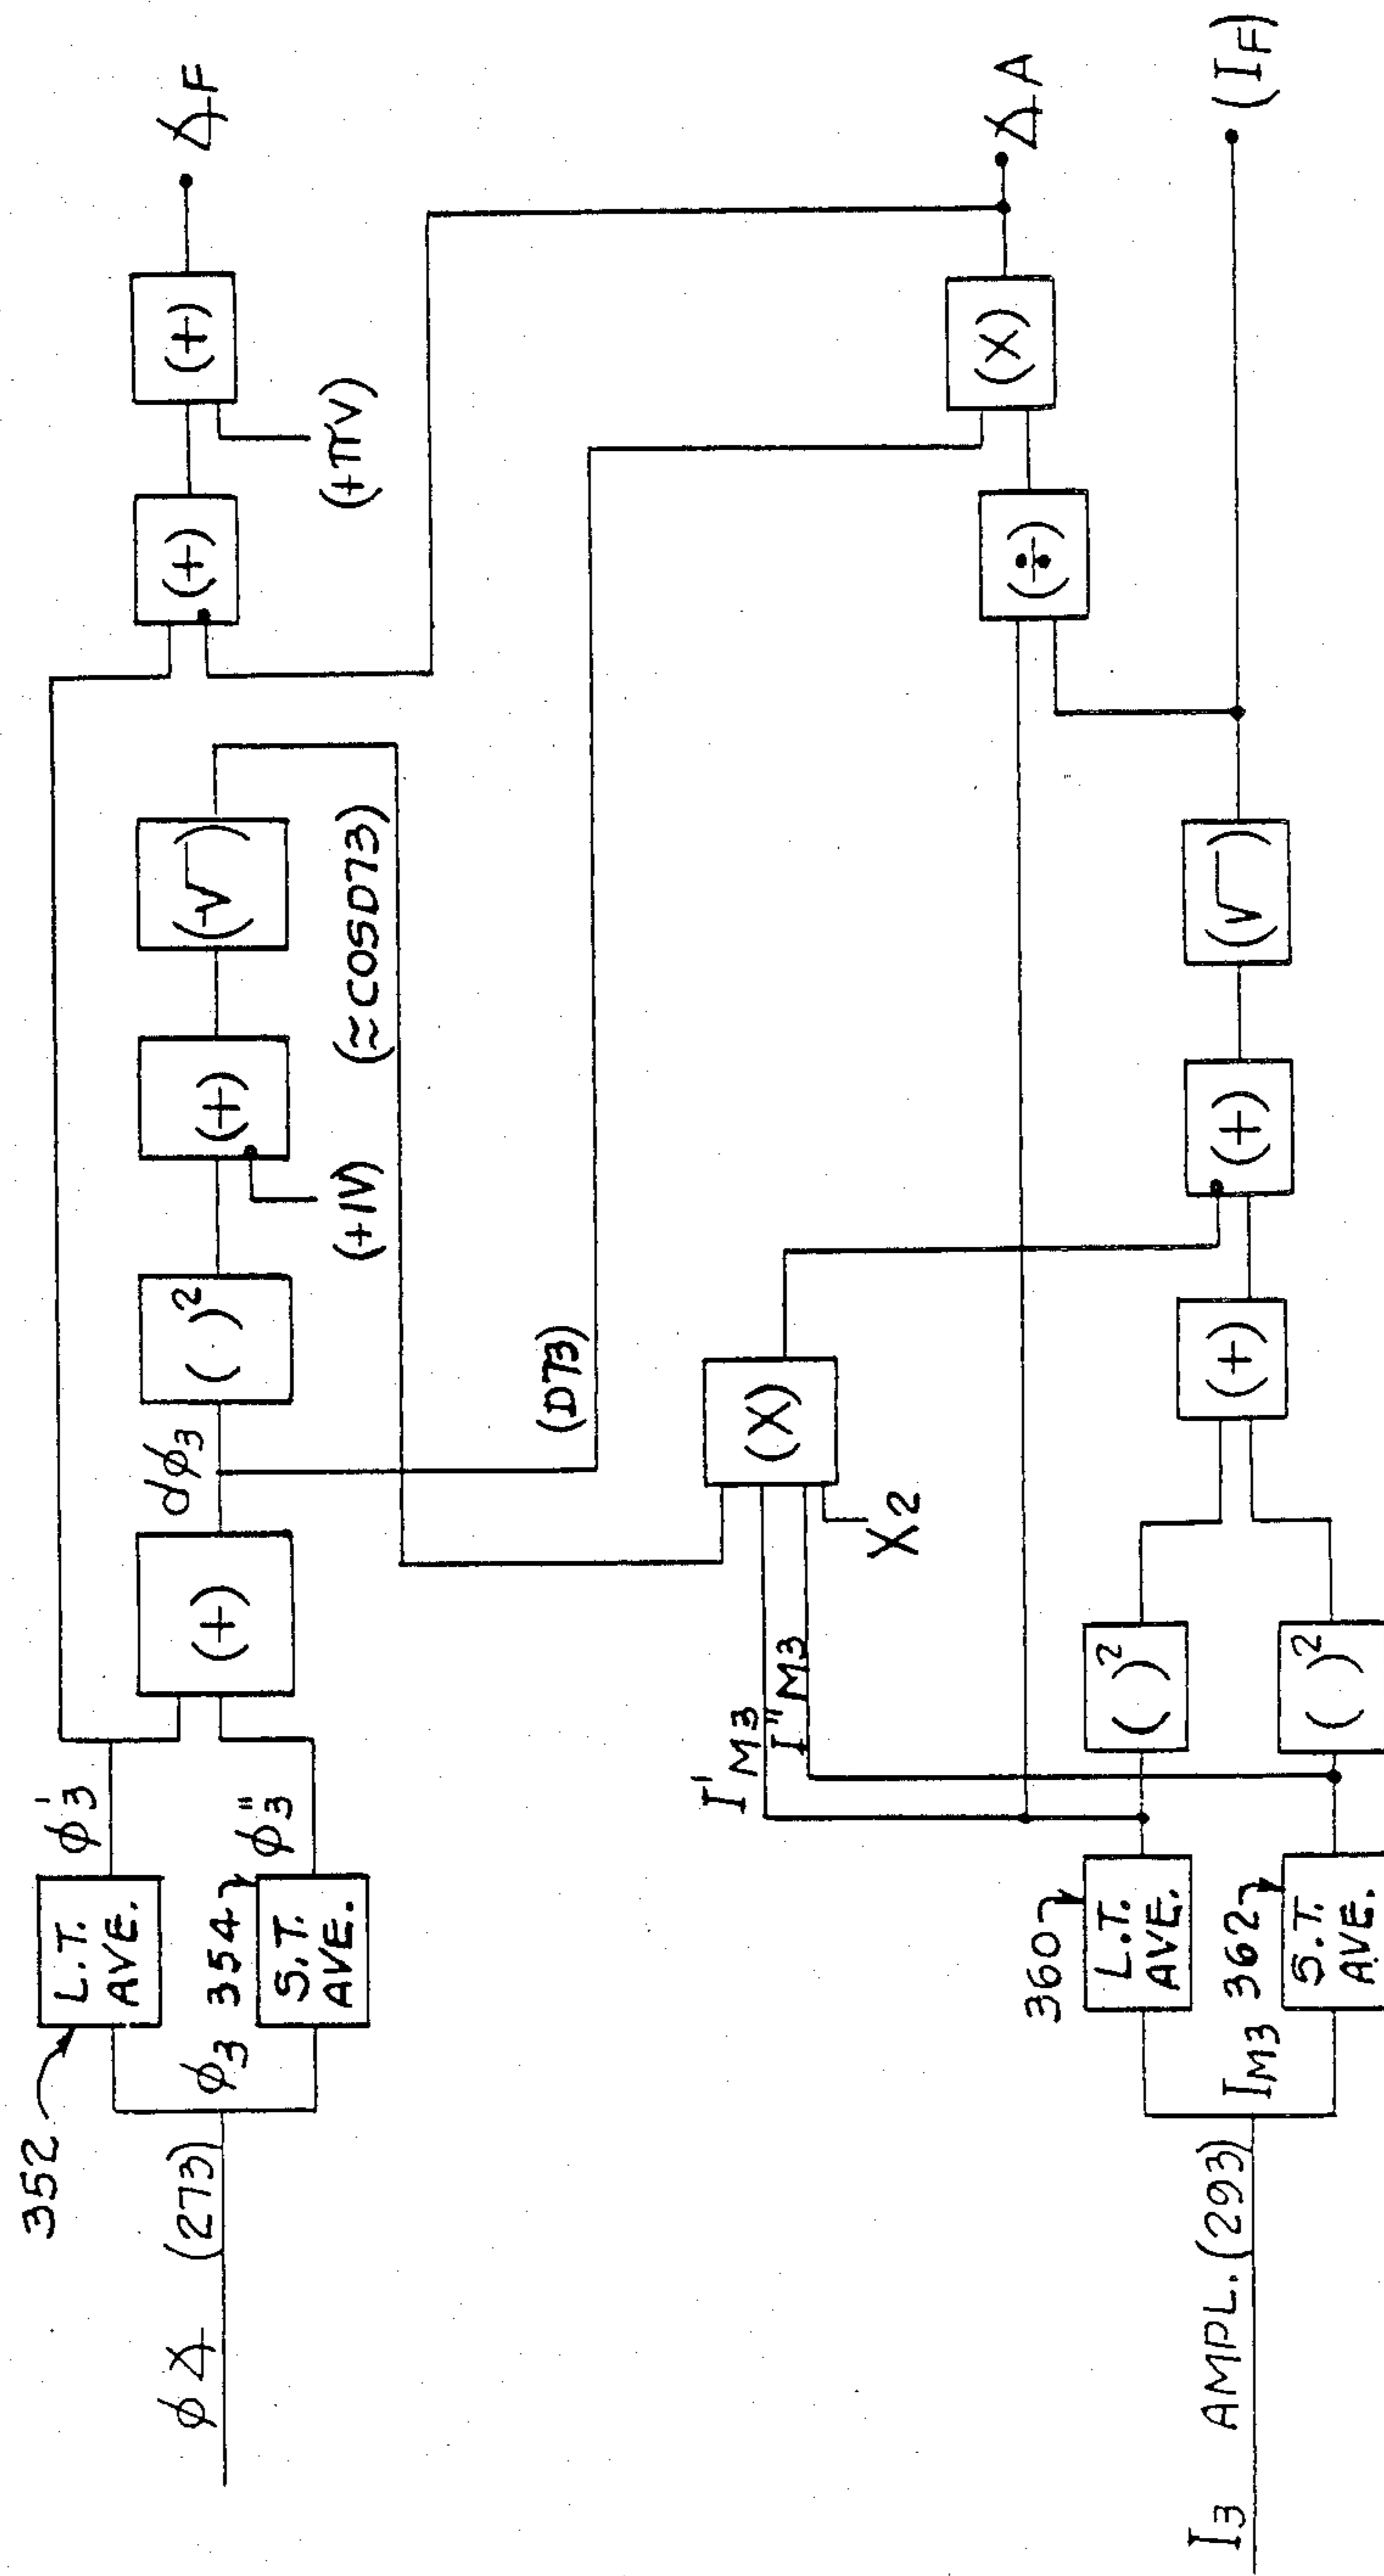 352
L.T.
AVE.
ϕ'3
ϕ∡ (273)
ϕ3
354
S.T.
AVE.
ϕ"3
(+)
dϕ3
( )²
(+)
(+1V)
(√‾)
(≈COSD73)
(+)
(+)
(+πV)
∡F
(D73)
I'M3
I"M3
X2
(X)
(÷)
(X)
∡A
I3 AMPL. (293)
IM3
360
L.T.
AVE.
362
S.T.
AVE.
( )²
( )²
(+)
(+)
(√‾)
(IF)